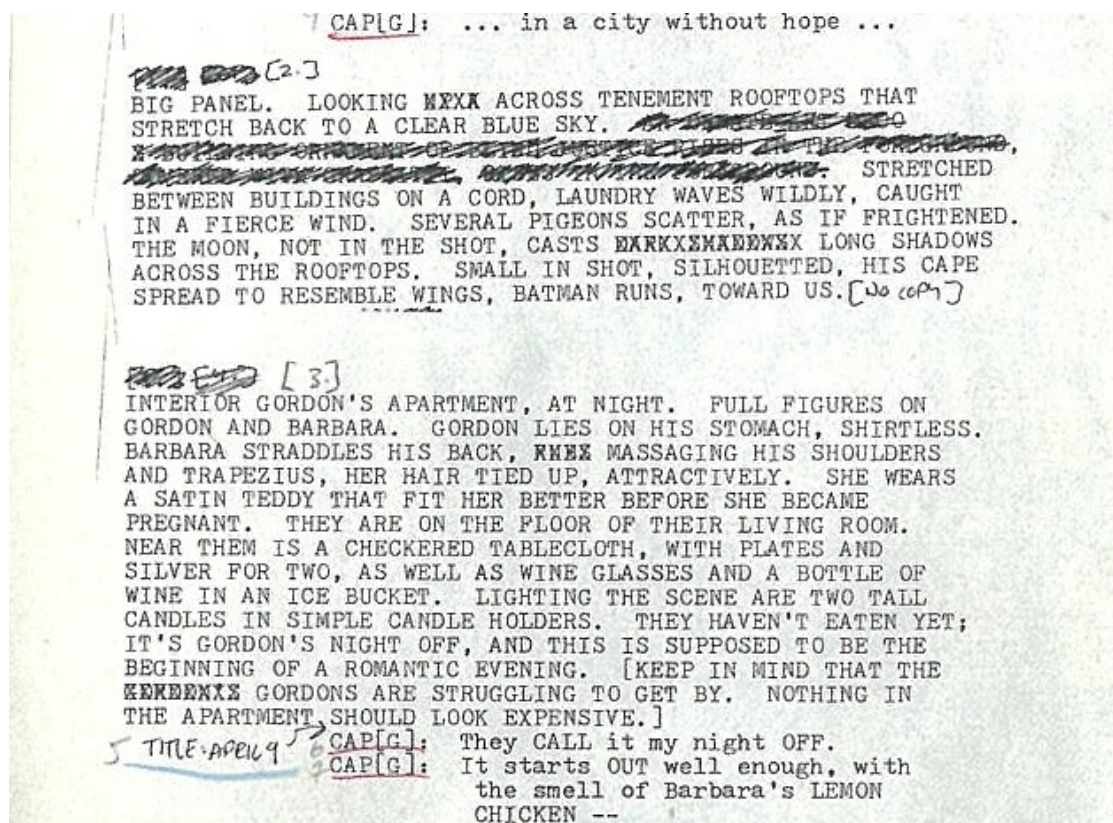 CAP[G]: ... in a city without hope ...
[2.]
BIG PANEL. LOOKING ACROSS TENEMENT ROOFTOPS THAT
STRETCH BACK TO A CLEAR BLUE SKY.
STRETCHED
BETWEEN BUILDINGS ON A CORD, LAUNDRY WAVES WILDLY, CAUGHT
IN A FIERCE WIND. SEVERAL PIGEONS SCATTER, AS IF FRIGHTENED.
THE MOON, NOT IN THE SHOT, CASTS LONG SHADOWS
ACROSS THE ROOFTOPS. SMALL IN SHOT, SILHOUETTED, HIS CAPE
SPREAD TO RESEMBLE WINGS, BATMAN RUNS, TOWARD US. [No copy]
[3.]
INTERIOR GORDON'S APARTMENT, AT NIGHT. FULL FIGURES ON
GORDON AND BARBARA. GORDON LIES ON HIS STOMACH, SHIRTLESS.
BARBARA STRADDLES HIS BACK, MASSAGING HIS SHOULDERS
AND TRAPEZIUS, HER HAIR TIED UP, ATTRACTIVELY. SHE WEARS
A SATIN TEDDY THAT FIT HER BETTER BEFORE SHE BECAME
PREGNANT. THEY ARE ON THE FLOOR OF THEIR LIVING ROOM.
NEAR THEM IS A CHECKERED TABLECLOTH, WITH PLATES AND
SILVER FOR TWO, AS WELL AS WINE GLASSES AND A BOTTLE OF
WINE IN AN ICE BUCKET. LIGHTING THE SCENE ARE TWO TALL
CANDLES IN SIMPLE CANDLE HOLDERS. THEY HAVEN'T EATEN YET;
IT'S GORDON'S NIGHT OFF, AND THIS IS SUPPOSED TO BE THE
BEGINNING OF A ROMANTIC EVENING. [KEEP IN MIND THAT THE
GORDONS ARE STRUGGLING TO GET BY. NOTHING IN
THE APARTMENT SHOULD LOOK EXPENSIVE.]
5 TITLE: APRIL 9
CAP[G]: They CALL it my night OFF.
CAP[G]: It starts OUT well enough, with
the smell of Barbara's LEMON
CHICKEN --